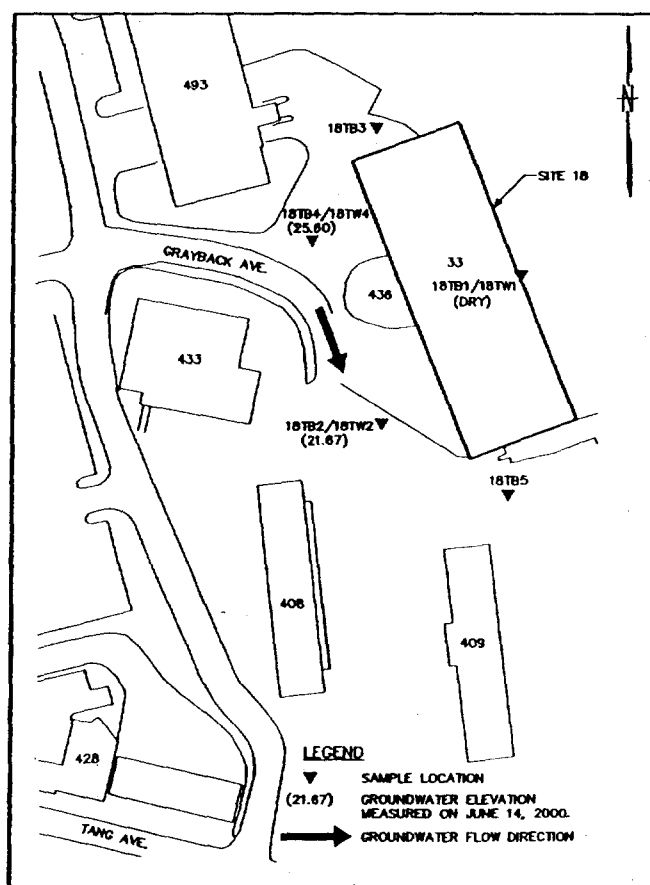 493
18TB3
N
SITE 18
18TB4/18TW4
(25.60)
GRAYBACK AVE.
33
436
18TB1/18TW1
(DRY)
433
18TB2/18TW2
(21.67)
18TB5
408
409
428
TANG AVE.
LEGEND
SAMPLE LOCATION
(21.67) GROUNDWATER ELEVATION
MEASURED ON JUNE 14, 2000.
GROUNDWATER FLOW DIRECTION